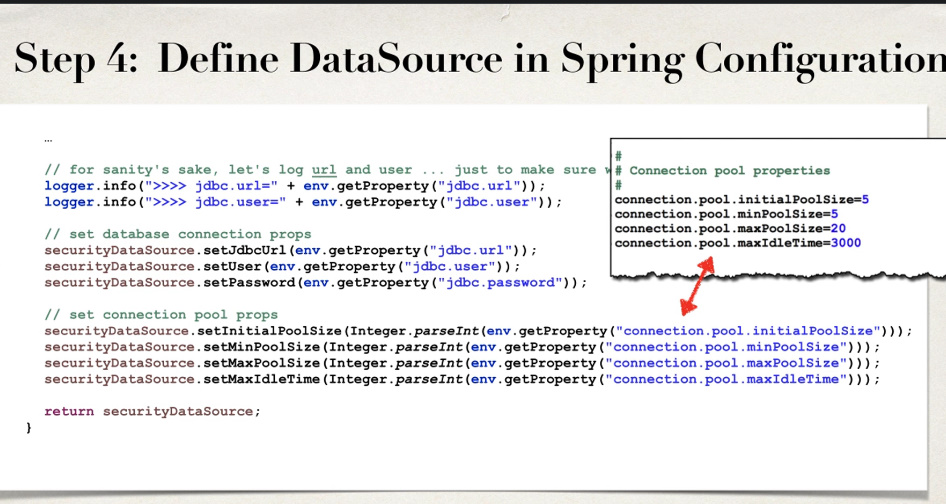 Step 4: Define DataSource in Spring Configuration
…
// for sanity's sake, let's log url and user ... just to make sure
logger.info(">>>> jdbc.url=" + env.getProperty("jdbc.url"));
logger.info(">>>> jdbc.user=" + env.getProperty("jdbc.user"));
// set database connection props
securityDataSource.setJdbcUrl(env.getProperty("jdbc.url"));
securityDataSource.setUser(env.getProperty("jdbc.user"));
securityDataSource.setPassword(env.getProperty("jdbc.password"));
// set connection pool props
securityDataSource.setInitialPoolSize(Integer.parseInt(env.getProperty("connection.pool.initialPoolSize")));
securityDataSource.setMinPoolSize(Integer.parseInt(env.getProperty("connection.pool.minPoolSize")));
securityDataSource.setMaxPoolSize(Integer.parseInt(env.getProperty("connection.pool.maxPoolSize")));
securityDataSource.setMaxIdleTime(Integer.parseInt(env.getProperty("connection.pool.maxIdleTime")));
return securityDataSource;
}
#
# Connection pool properties
#
connection.pool.initialPoolSize=5
connection.pool.minPoolSize=5
connection.pool.maxPoolSize=20
connection.pool.maxIdleTime=3000